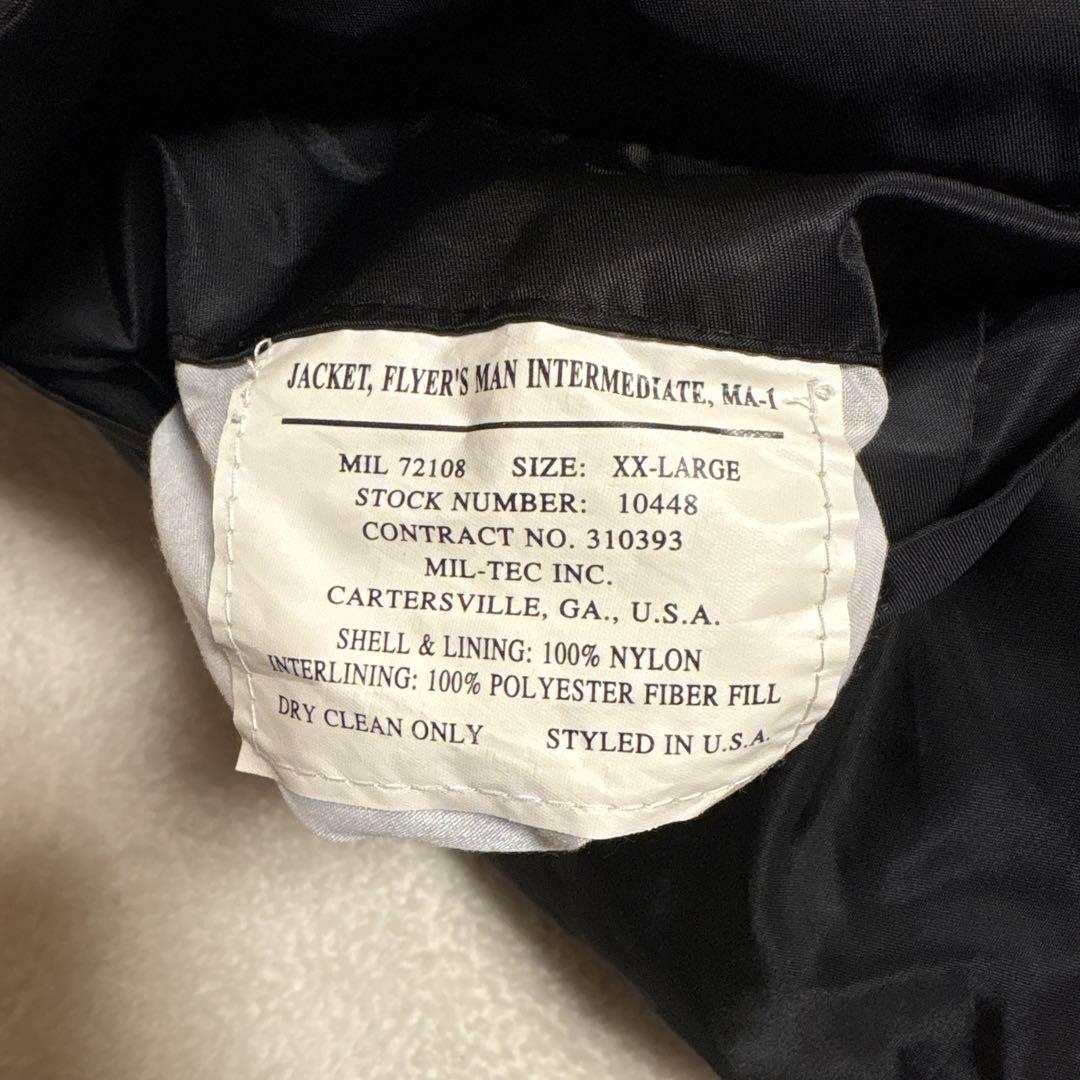 JACKET, FLYER'S MAN INTERMEDIATE, MA-1
MIL 72108 SIZE: XX-LARGE
STOCK NUMBER: 10448
CONTRACT NO. 310393
MIL-TEC INC.
CARTERSVILLE, GA., U.S.A.
SHELL & LINING: 100% NYLON
INTERLINING: 100% POLYESTER FIBER FILL
DRY CLEAN ONLY STYLED IN U.S.A.